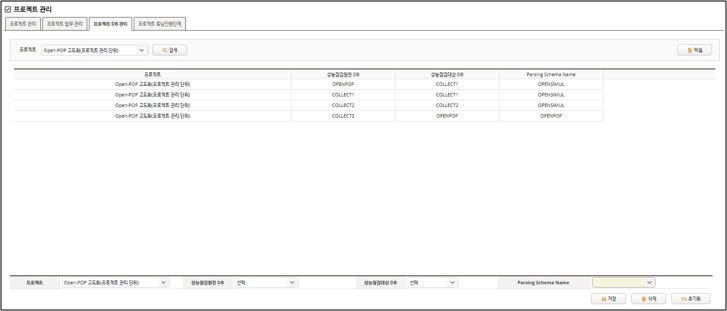 프로젝트 관리
프로젝트 관리 프로젝트 업무 관리 프로젝트 DB 관리 프로젝트 튜닝진행단계
프로젝트 Open-POP 고도화(프로젝트 관리 단위) 검색 엑셀
프로젝트 성능점검원천 DB 성능점검대상 DB Parsing Schema Name
Open-POP 고도화(프로젝트 관리 단위) OPENPOP COLLECT1 OPENSIMUL
Open-POP 고도화(프로젝트 관리 단위) COLLECT1 COLLECT1 OPENSIMUL
Open-POP 고도화(프로젝트 관리 단위) COLLECT2 COLLECT2 OPENSIMUL
Open-POP 고도화(프로젝트 관리 단위) COLLECT3 OPENPOP OPENPOP
프로젝트 Open-POP 고도화(프로젝트 관리 단위) 성능점검원천 DB 선택 성능점검대상 DB 선택 Parsing Schema Name
저장 삭제 초기화